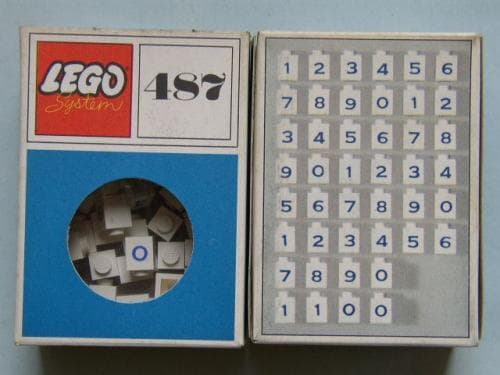 LEGO
System
487
0
1 2 3 4 5 6
7 8 9 0 1 2
3 4 5 6 7 8
9 0 1 2 3 4
5 6 7 8 9 0
1 2 3 4 5 6
7 8 9 0
1 1 0 0